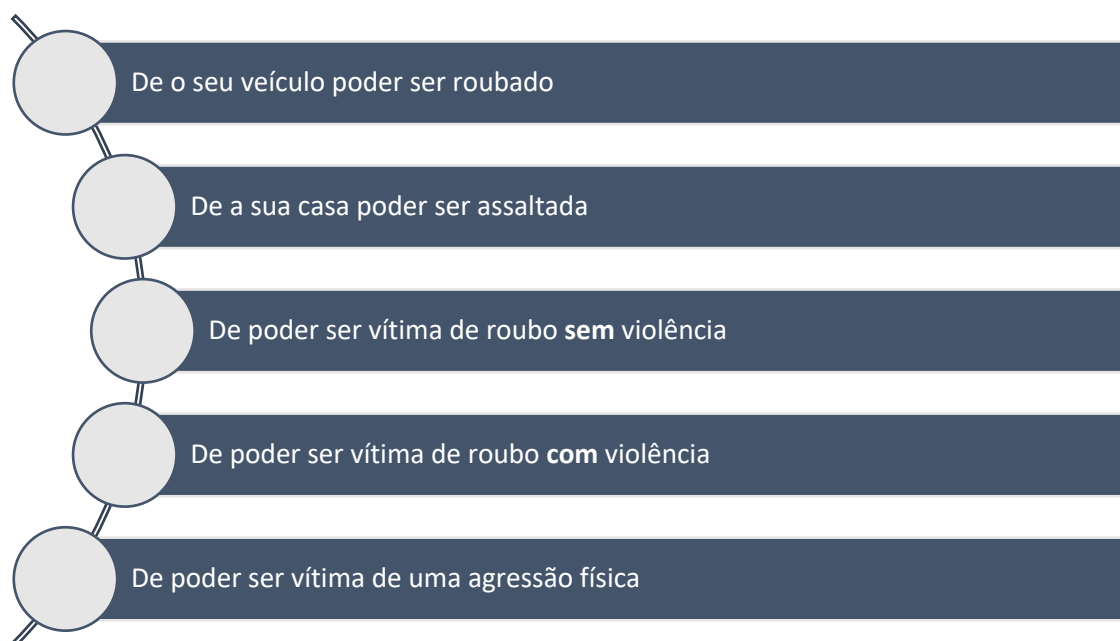 De o seu veículo poder ser roubado
De a sua casa poder ser assaltada
De poder ser vítima de roubo sem violência
De poder ser vítima de roubo com violência
De poder ser vítima de uma agressão física